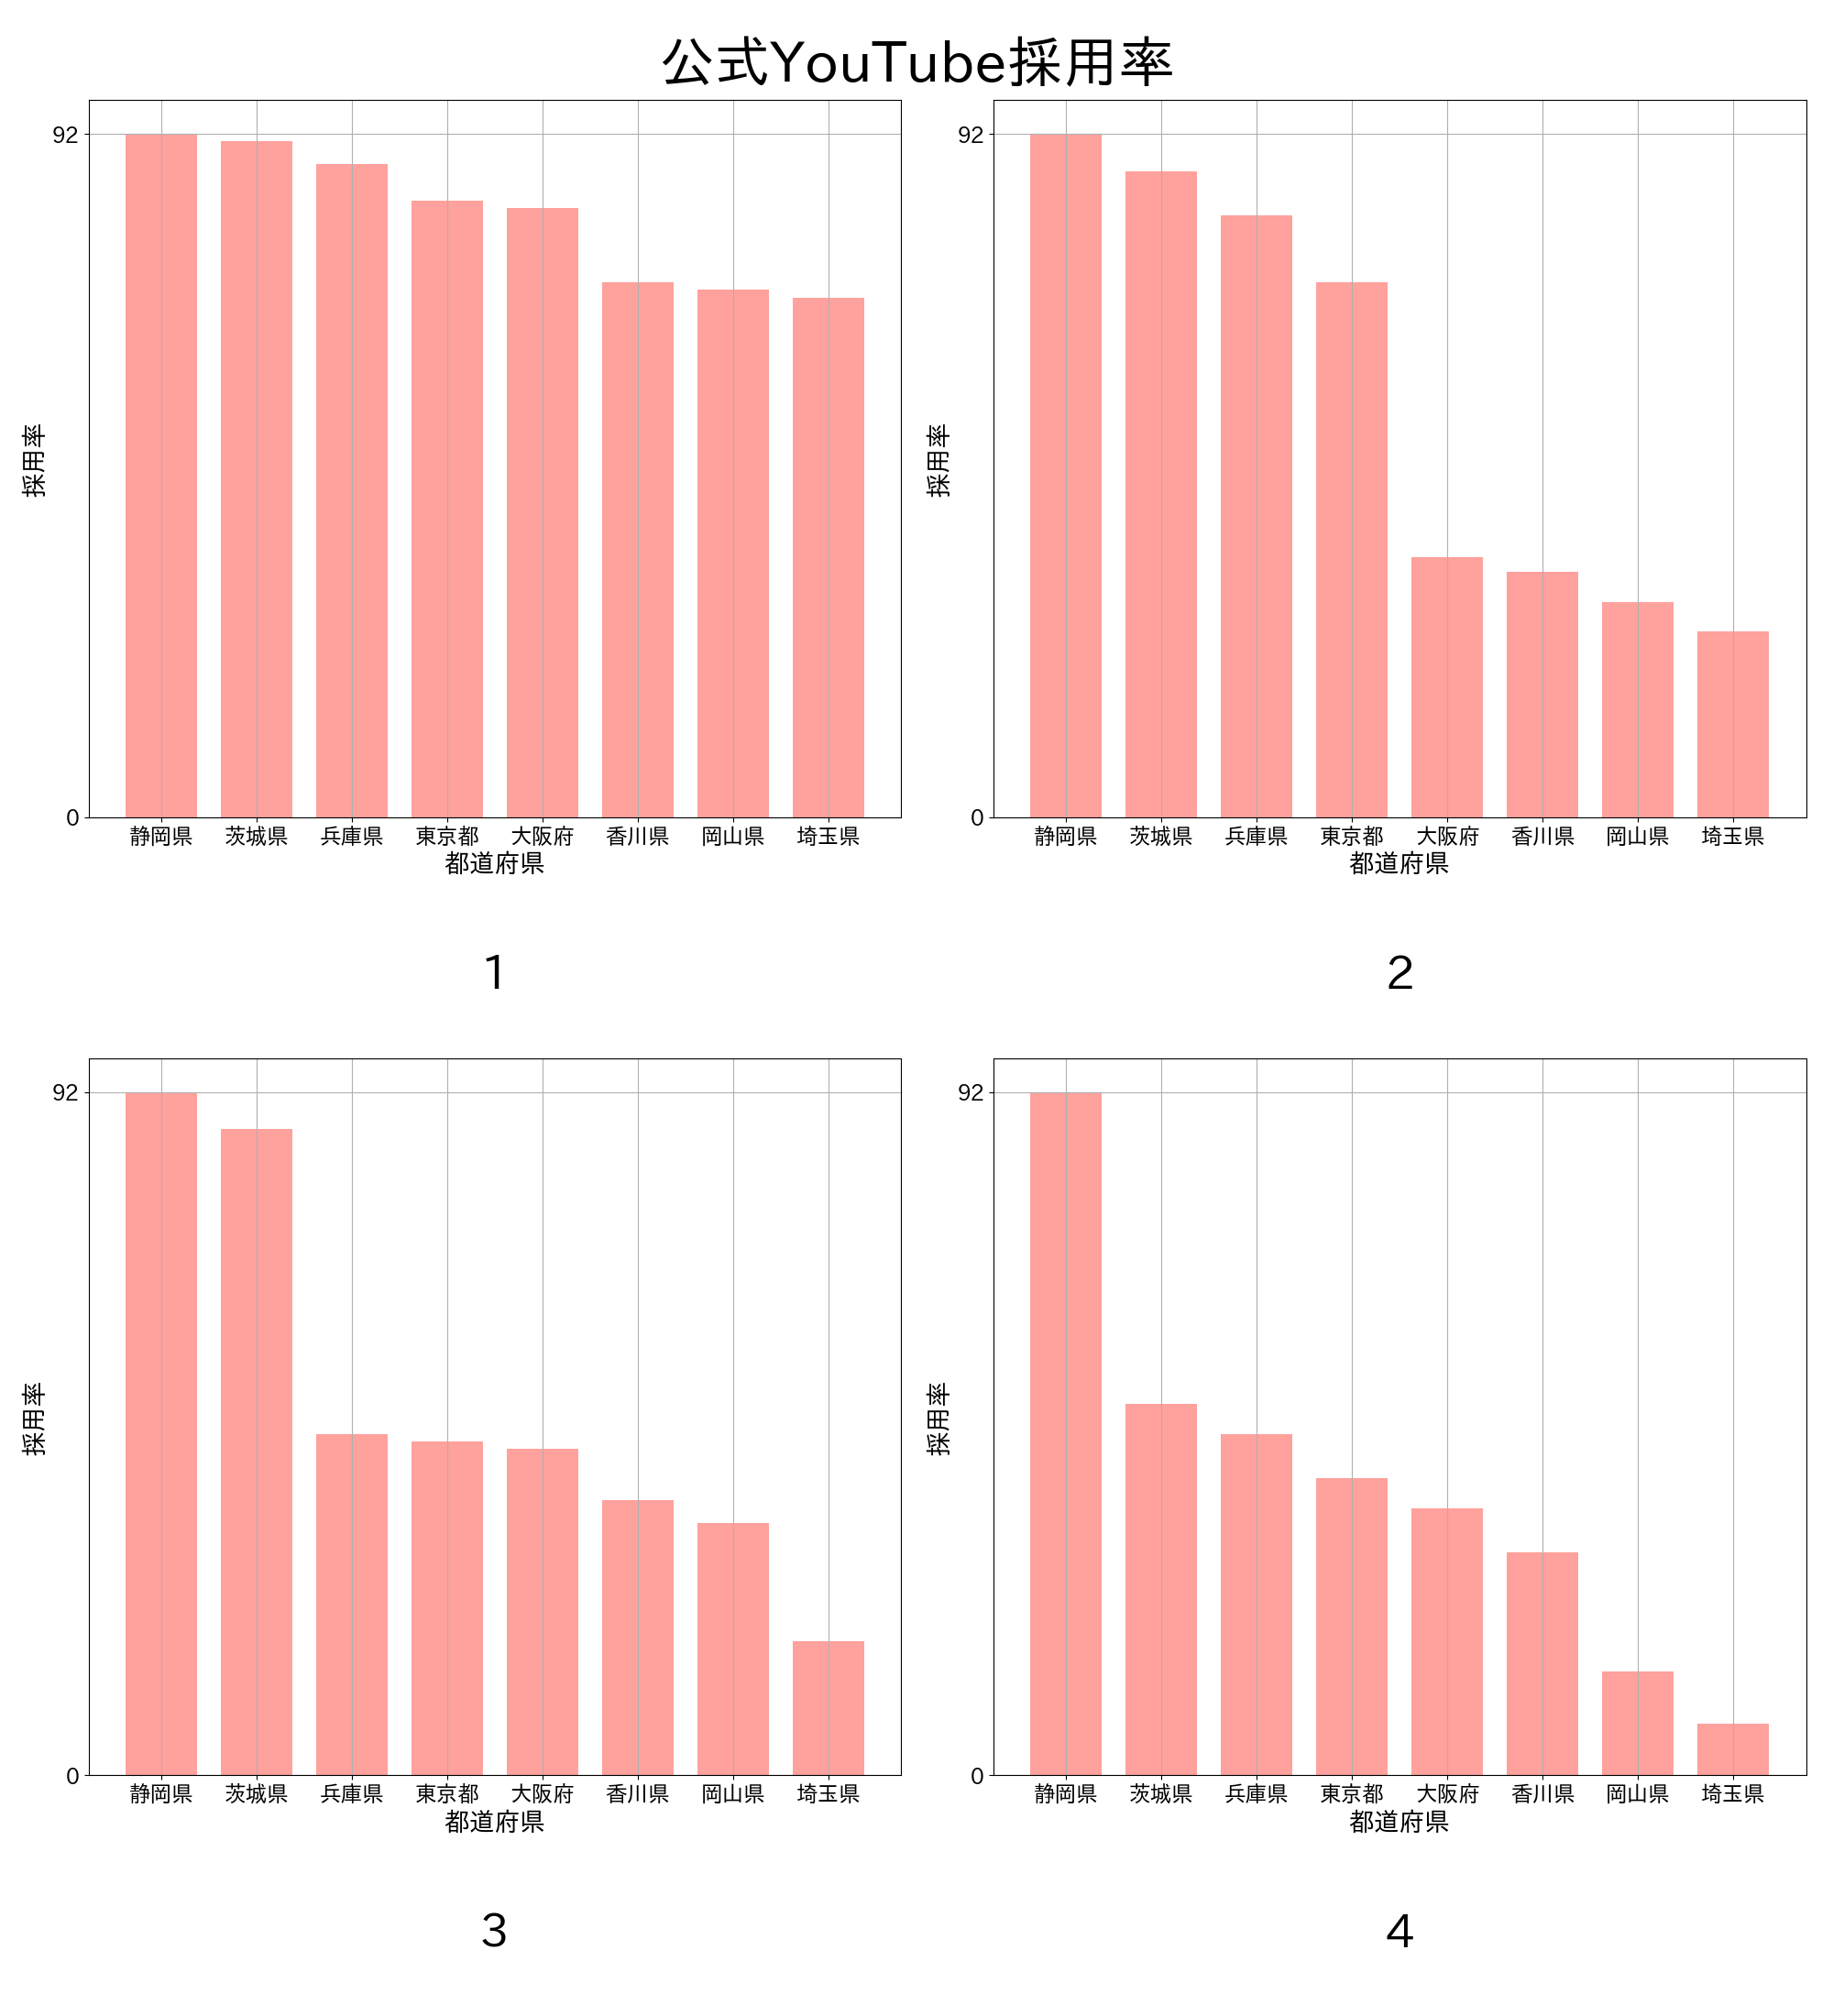 公式YouTube採用率
92
採用率
0
静岡県 茨城県 兵庫県 東京都 大阪府 香川県 岡山県 埼玉県
都道府県
1
92
採用率
0
静岡県 茨城県 兵庫県 東京都 大阪府 香川県 岡山県 埼玉県
都道府県
2
92
採用率
0
静岡県 茨城県 兵庫県 東京都 大阪府 香川県 岡山県 埼玉県
都道府県
3
92
採用率
0
静岡県 茨城県 兵庫県 東京都 大阪府 香川県 岡山県 埼玉県
都道府県
4